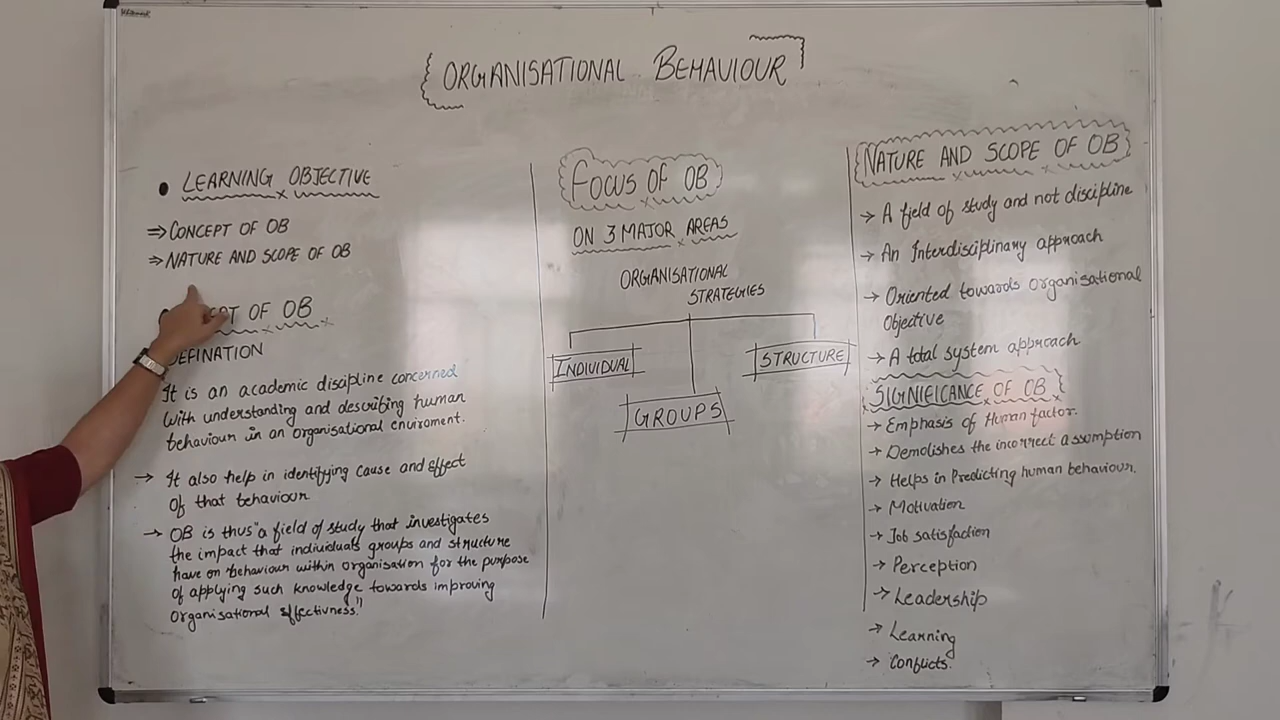 ORGANISATIONAL BEHAVIOUR
• LEARNING OBJECTIVE
⇒ CONCEPT OF OB
⇒ NATURE AND SCOPE OF OB
OF OB
DEFINATION
It is an academic discipline concerned
with understanding and describing human
behaviour in an organisational enviroment.
→ It also help in identifying cause and effect
of that behaviour
→ OB is thus "a field of study that investigates
the impact that individuals groups and structure
have on behaviour within organisation for the purpose
of applying such knowledge towards improving
organisational effectivness"
FOCUS OF OB
ON 3 MAJOR AREAS
ORGANISATIONAL
STRATEGIES
INDIVIDUAL
GROUPS
STRUCTURE
NATURE AND SCOPE OF OB
→ A field of study and not discipline
→ An Interdisciplinary approach
→ Oriented towards organisational
Objective
→ A total system approach
SIGNIFICANCE OF OB
→ Emphasis of Human factor.
→ Demolishes the incorrect assumption
→ Helps in Predicting human behaviour.
→ Motivation
→ Job satisfaction
→ Perception
→ Leadership
→ Learning
→ Conflicts.